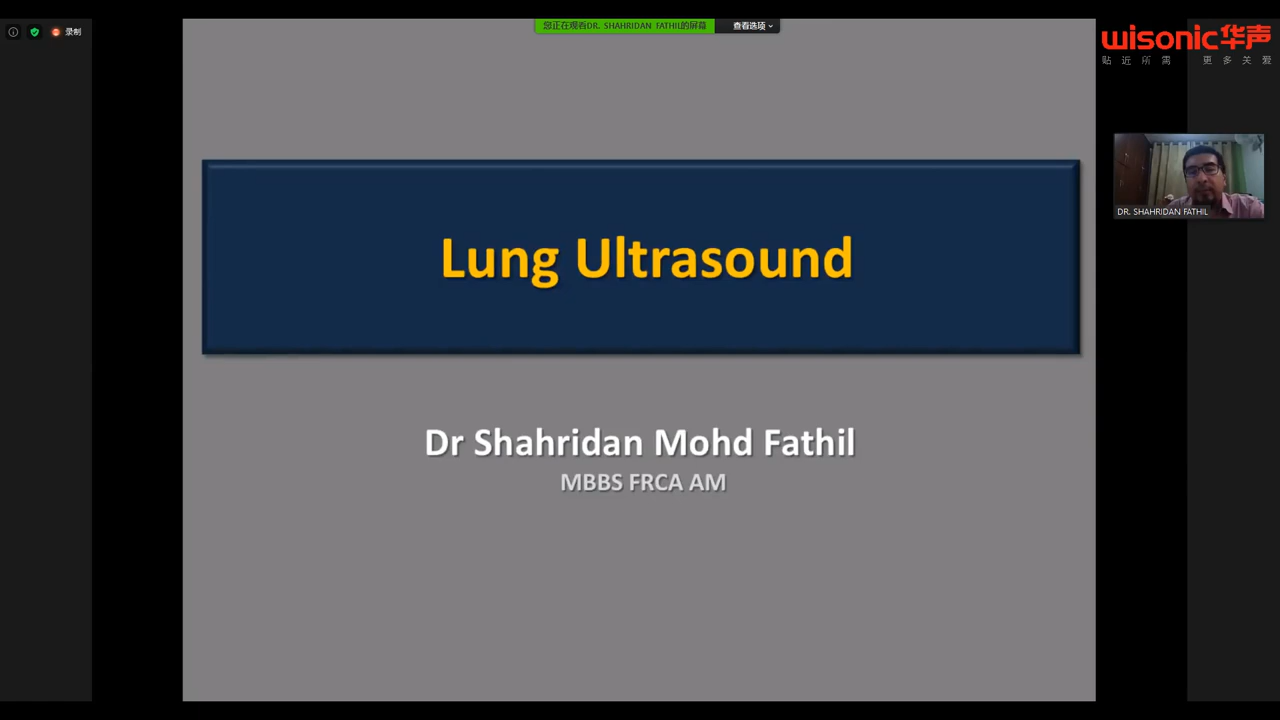 录制
您正在观看DR. SHAHRIDAN FATHIL的屏幕
查看选项
wisonic华声
贴近所需 更多关爱
DR. SHAHRIDAN FATHIL
Lung Ultrasound
Dr Shahridan Mohd Fathil
MBBS FRCA AM